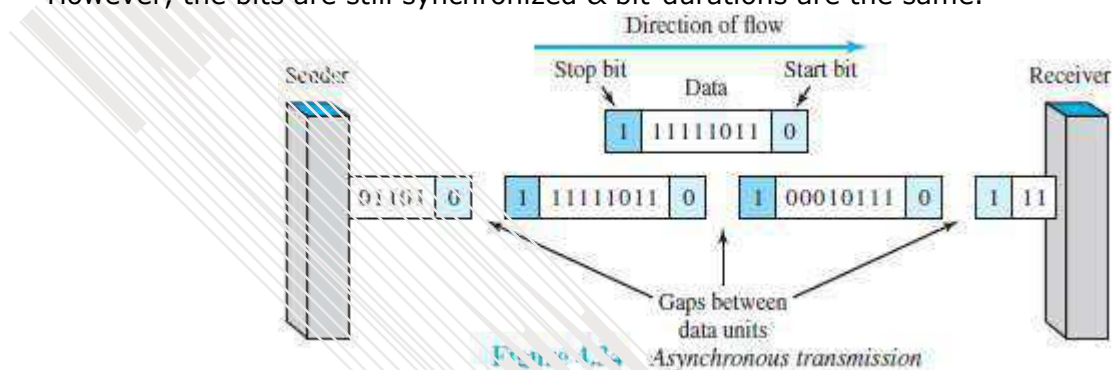 However, the bits are still synchronized & bit-durations are the same.
Direction of flow
Sender
Stop bit
Data
Start bit
Receiver
1 11111011 0
01101 0
1 11111011 0
1 00010111 0
1 11
Gaps between
data units
Asynchronous transmission